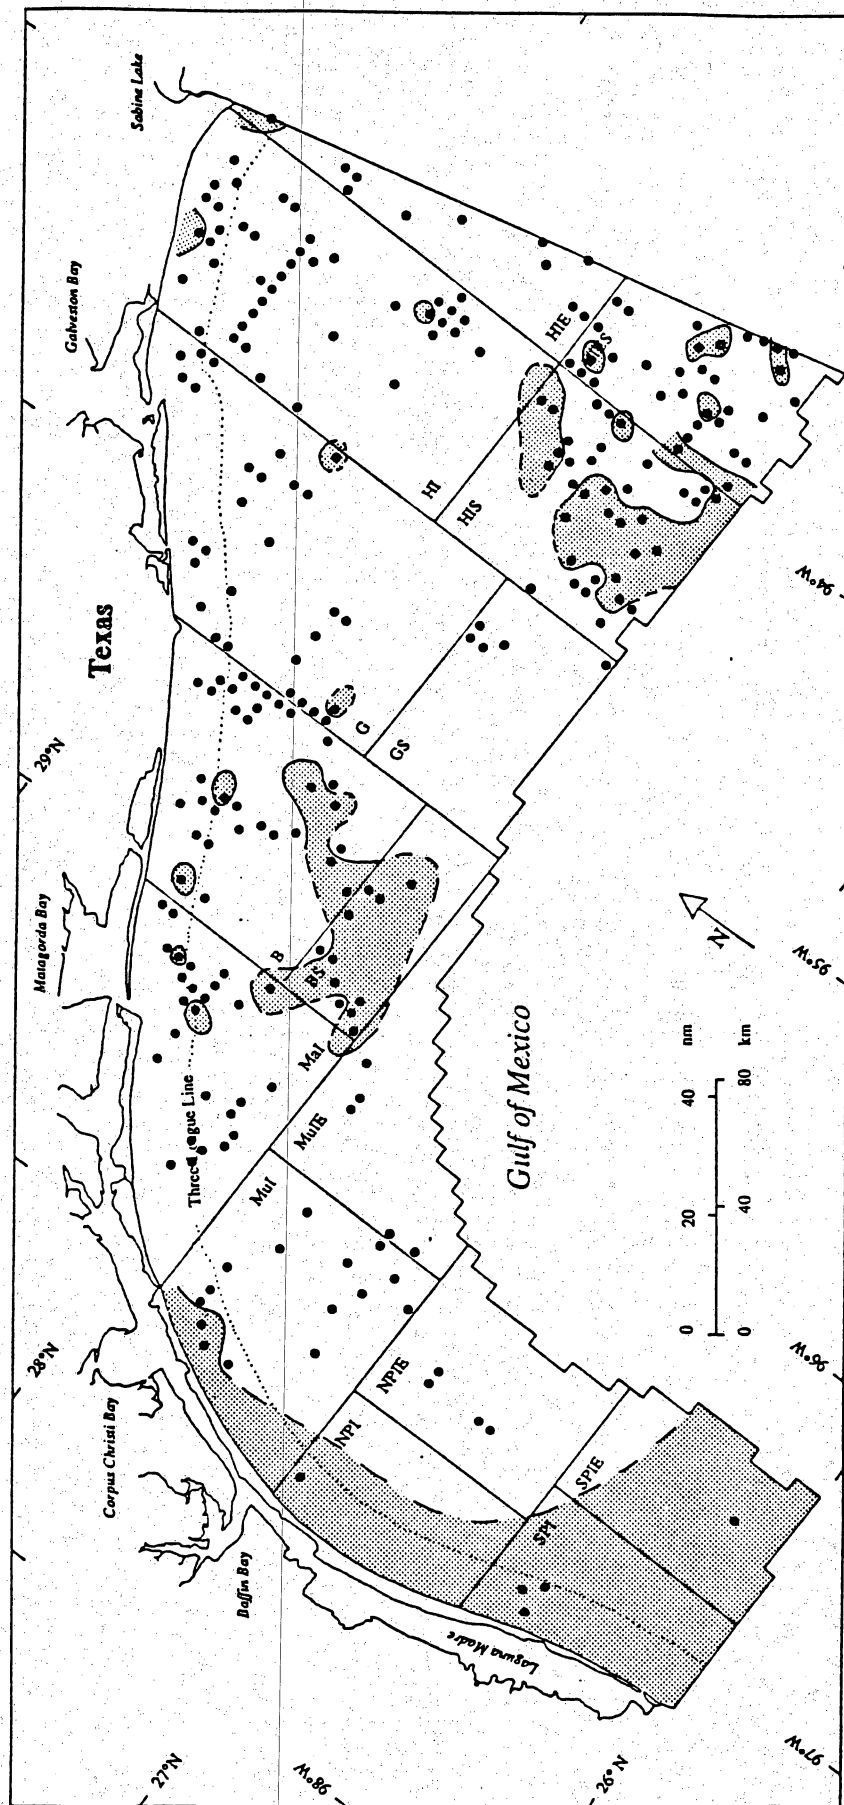 Sabine Lake
Galveston Bay
Texas
29°N
Matagorda Bay
28°N
Corpus Christi Bay
Baffin Bay
Laguna Madre
27°N
98°W
26°N
97°W
96°W
95°W
94°W
Three League Line
Gulf of Mexico
N
HIE
HI
HIS
G
GS
B
BS
MaI
MuIE
MuI
NPIE
NPI
SPIE
SPI
nm
km
0
20
40
0
40
80